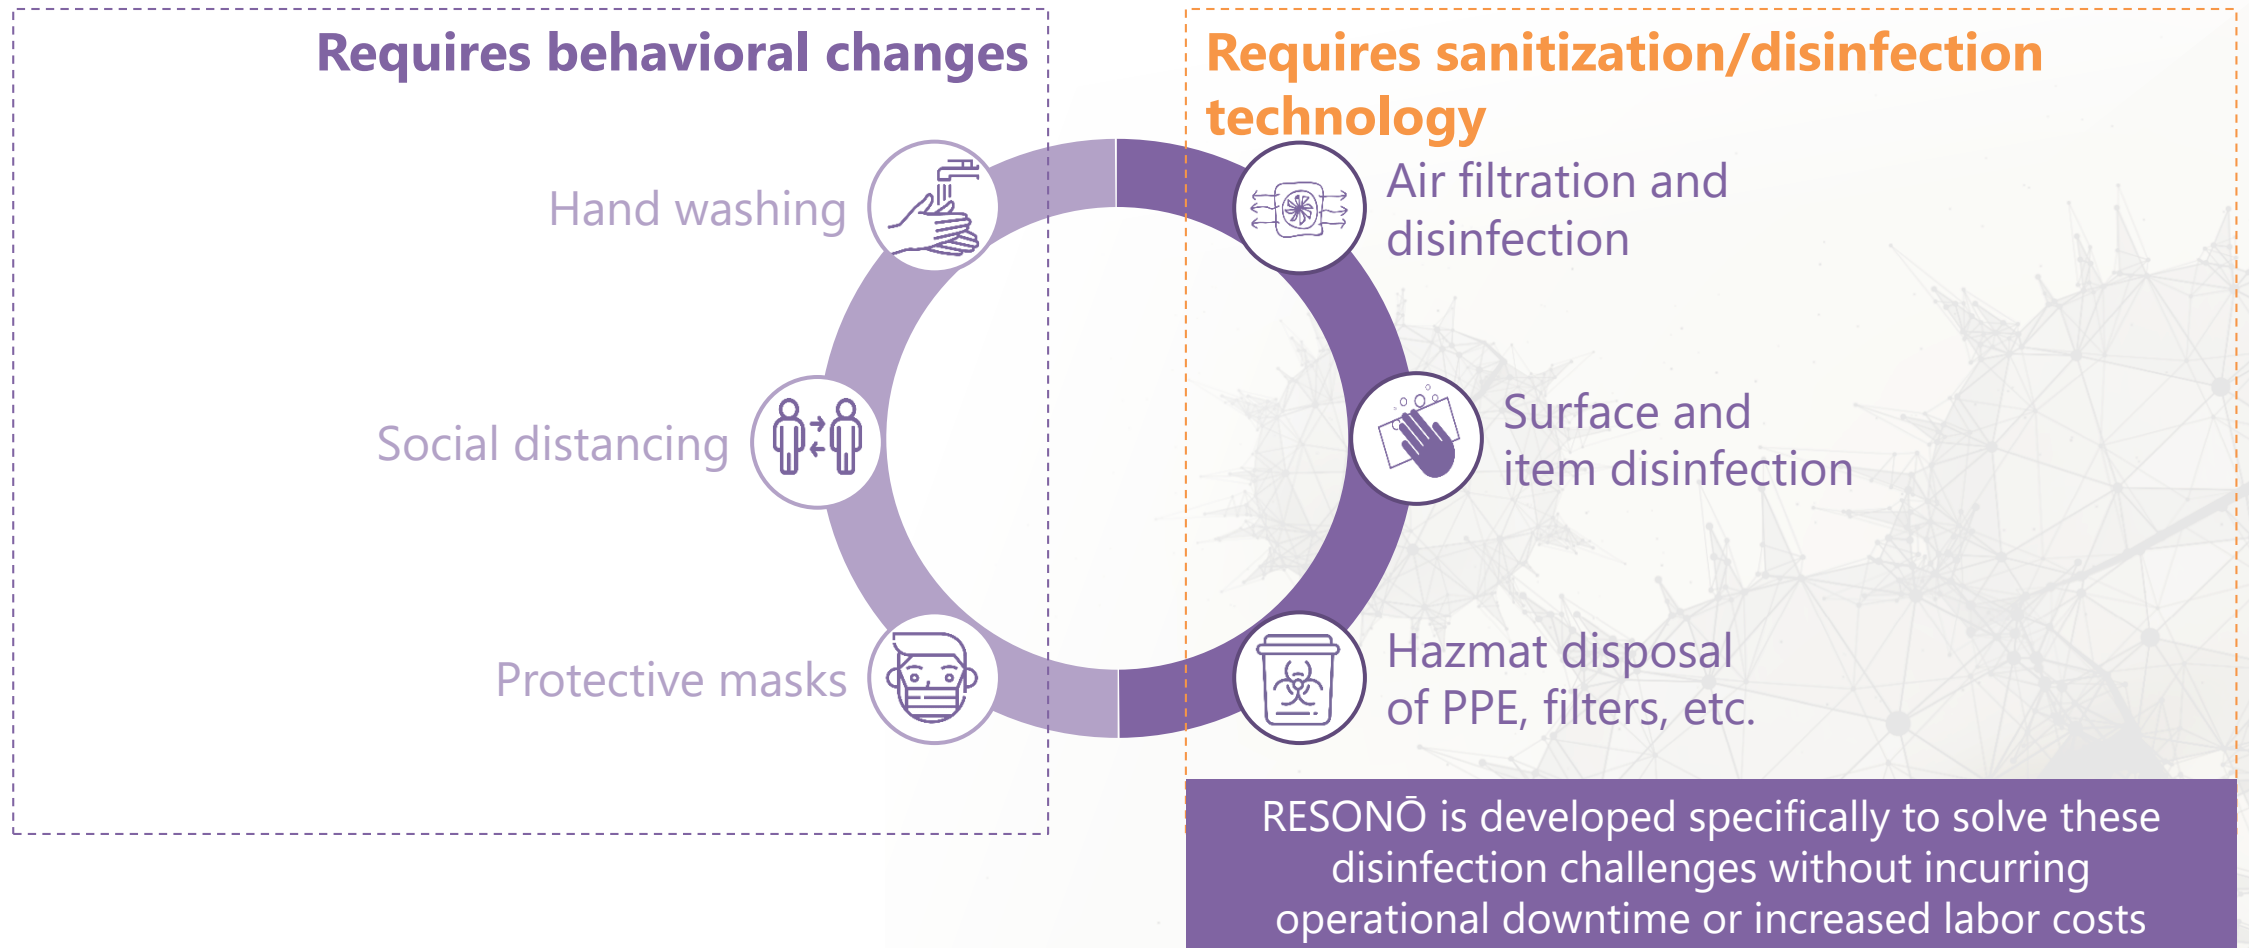 Requires behavioral changes
Hand washing
Social distancing
Protective masks
Requires sanitization/disinfection
technology
Air filtration and
disinfection
Surface and
item disinfection
Hazmat disposal
of PPE, filters, etc.
RESONŌ is developed specifically to solve these
disinfection challenges without incurring
operational downtime or increased labor costs